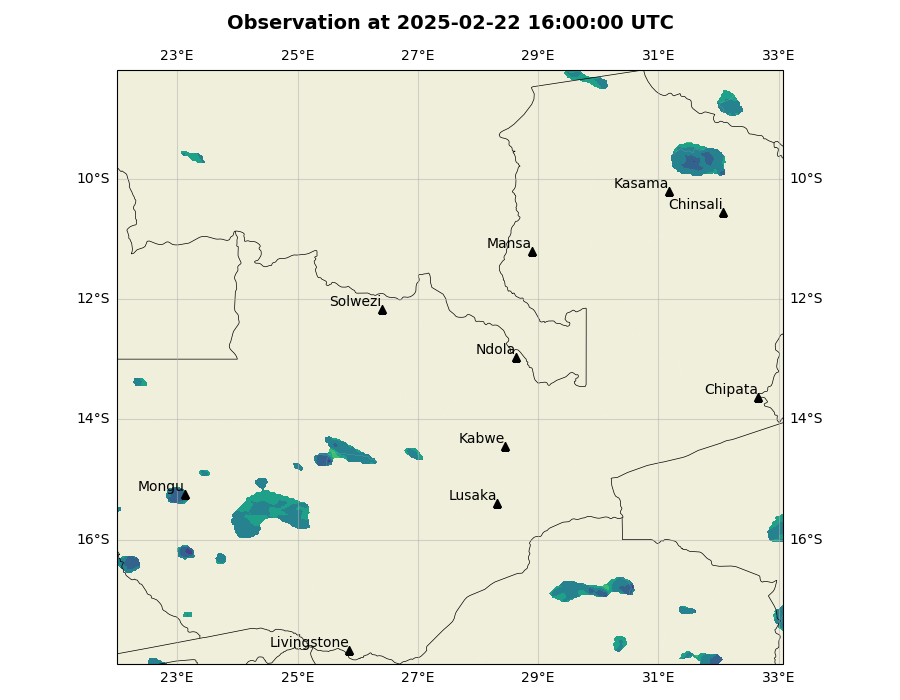 Observation at 2025-02-22 16:00:00 UTC
23°E 25°E 27°E 29°E 31°E 33°E
10°S 10°S
Kasama
Chinsali
Mansa
12°S 12°S
Solwezi
Ndola
Chipata
14°S 14°S
Kabwe
Mongu
Lusaka
16°S 16°S
Livingstone
23°E 25°E 27°E 29°E 31°E 33°E